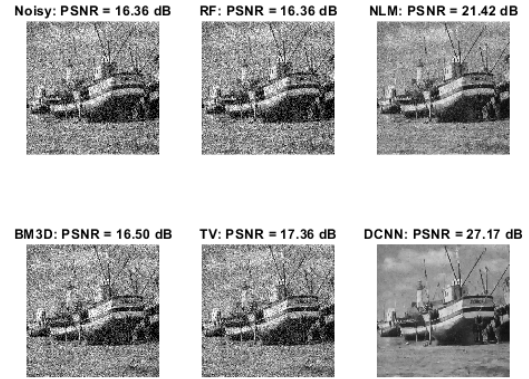 Noisy: PSNR = 16.36 dB
RF: PSNR = 16.36 dB
NLM: PSNR = 21.42 dB
BM3D: PSNR = 16.50 dB
TV: PSNR = 17.36 dB
DCNN: PSNR = 27.17 dB